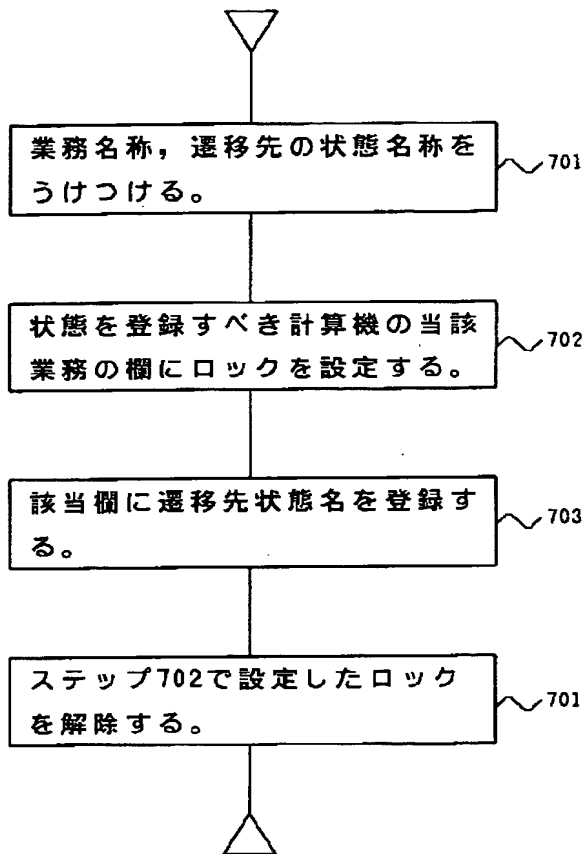 業務名称，遷移先の状態名称を
うけつける。
701
状態を登録すべき計算機の当該
業務の欄にロックを設定する。
702
該当欄に遷移先状態名を登録す
る。
703
ステップ702で設定したロック
を解除する。
701